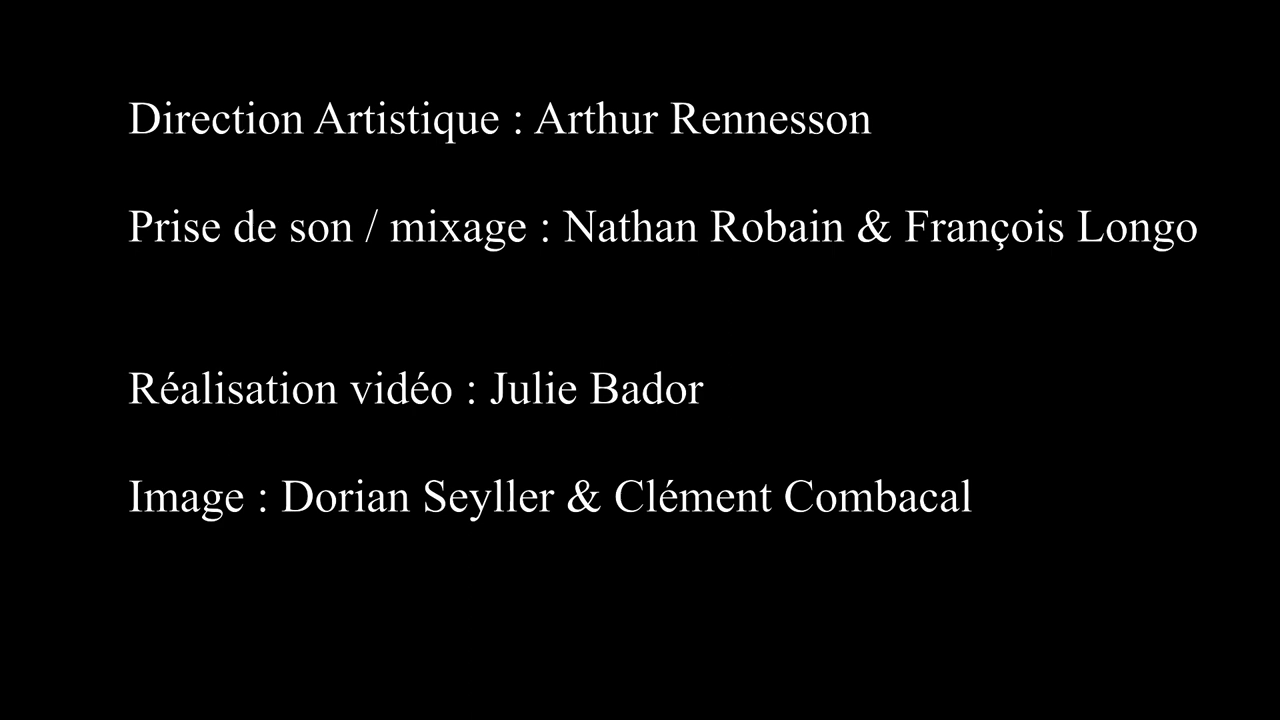 Direction Artistique : Arthur Rennesson
Prise de son / mixage : Nathan Robain & François Longo
Réalisation vidéo : Julie Bador
Image : Dorian Seyller & Clément Combacal